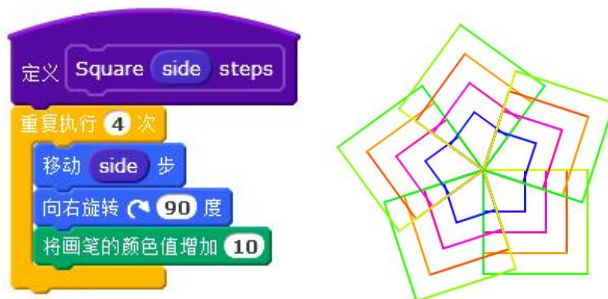 定义 Square side steps
重复执行 4 次
移动 side 步
向右旋转 90 度
将画笔的颜色值增加 10